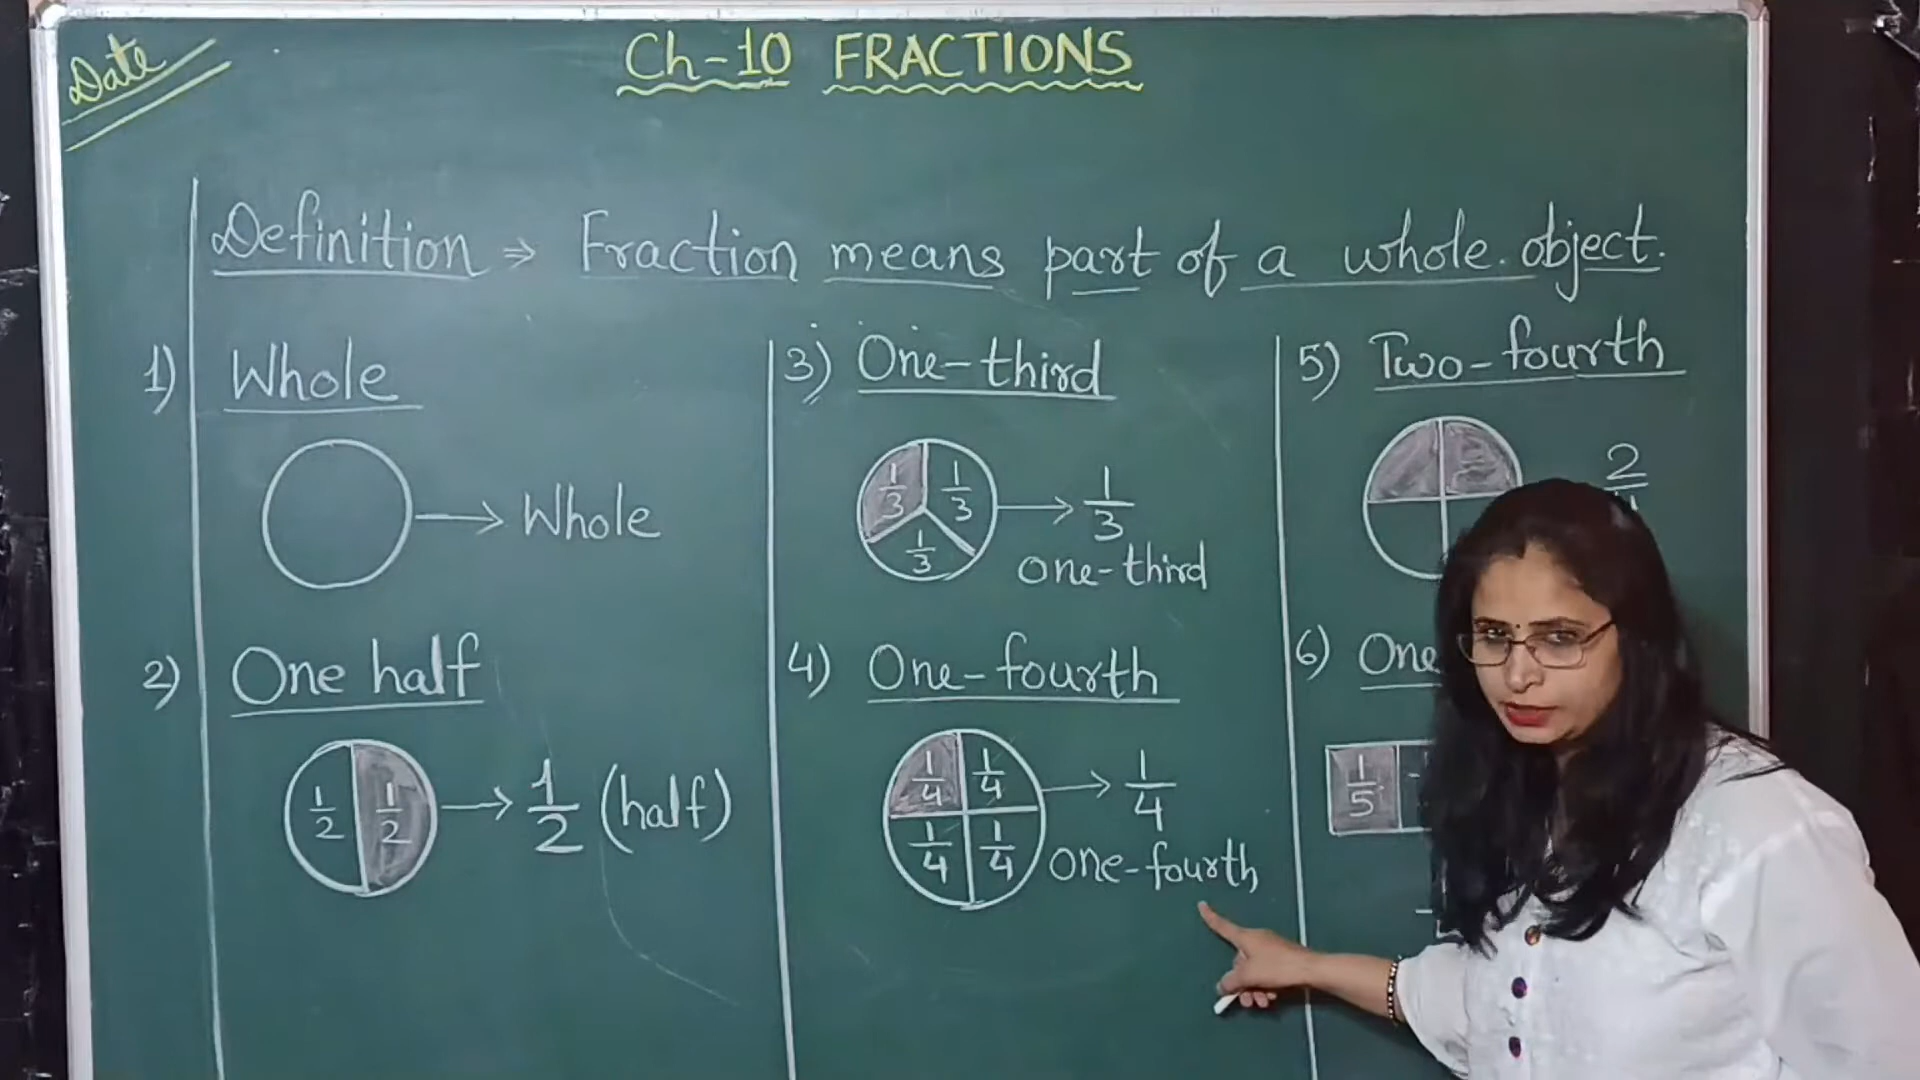 Date
Ch-10 FRACTIONS
Definition ⇒ Fraction means part of a whole object.
1) Whole
→ Whole
2) One half
1/2 1/2 → 1/2 (half)
3) One-third
1/3 1/3 → 1/3
1/3
one-third
4) One-fourth
1/4 1/4 → 1/4
1/4 1/4
one-fourth
5) Two-fourth
2
6) One
1/5